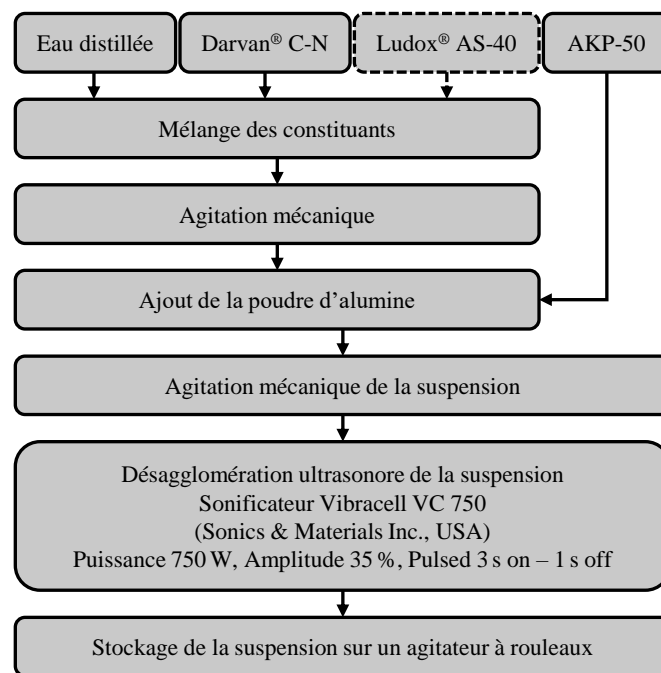 Eau distillée
Darvan® C-N
Ludox® AS-40
AKP-50
Mélange des constituants
Agitation mécanique
Ajout de la poudre d’alumine
Agitation mécanique de la suspension
Désagglomération ultrasonore de la suspension
Sonificateur Vibracell VC 750
(Sonics & Materials Inc., USA)
Puissance 750 W, Amplitude 35 %, Pulsed 3 s on – 1 s off
Stockage de la suspension sur un agitateur à rouleaux